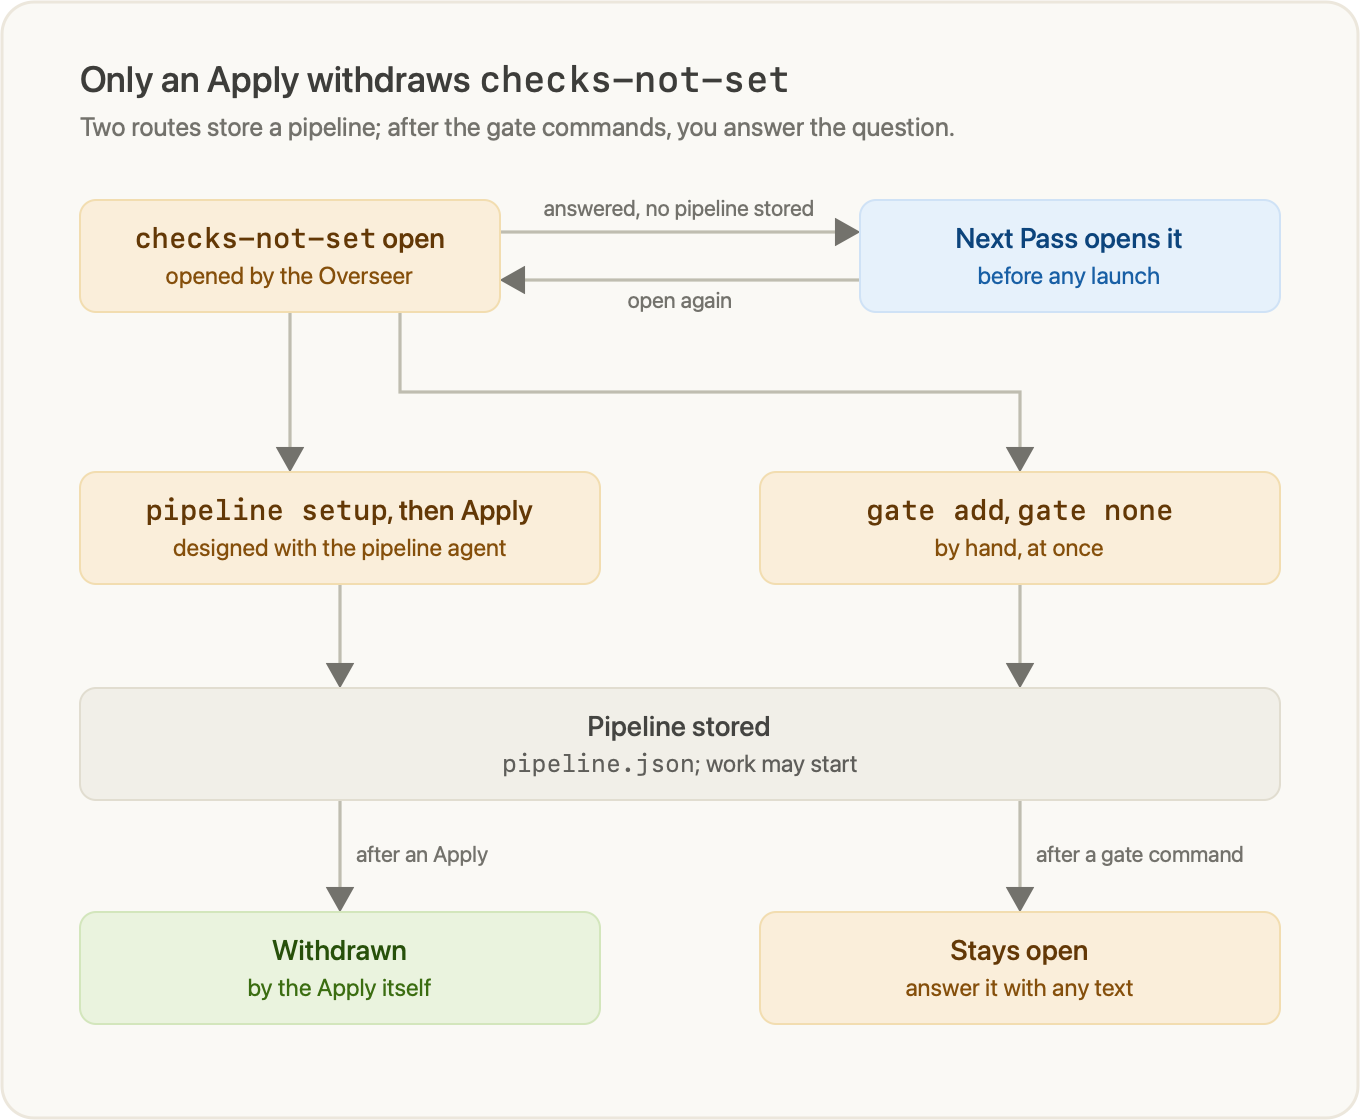 Only an Apply withdraws checks-not-set
Two routes store a pipeline; after the gate commands, you answer the question.
checks-not-set open
opened by the Overseer
answered, no pipeline stored
open again
Next Pass opens it
before any launch
pipeline setup, then Apply
designed with the pipeline agent
gate add, gate none
by hand, at once
Pipeline stored
pipeline.json; work may start
after an Apply
after a gate command
Withdrawn
by the Apply itself
Stays open
answer it with any text